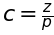 c = z/p